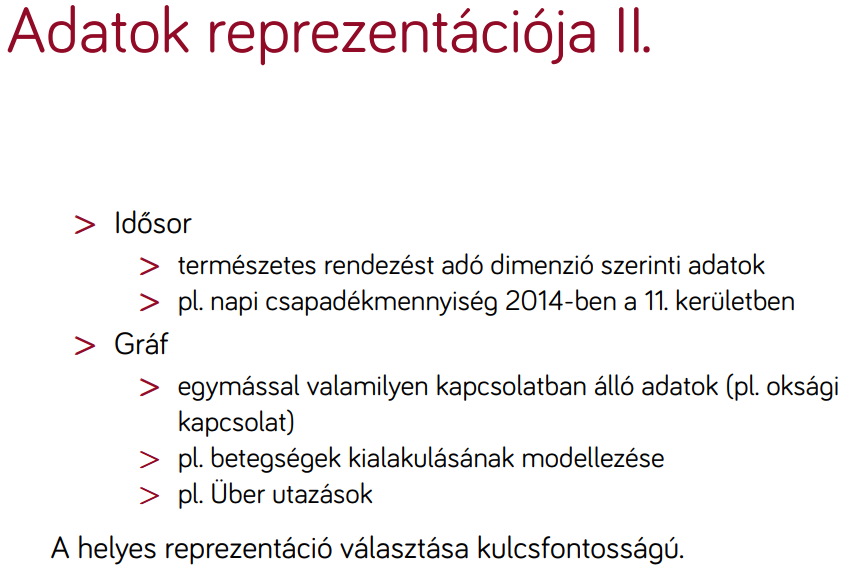 Adatok reprezentációja II.
> Idősor
> természetes rendezést adó dimenzió szerinti adatok
> pl. napi csapadékmennyiség 2014-ben a 11. kerületben
> Gráf
> egymással valamilyen kapcsolatban álló adatok (pl. oksági
kapcsolat)
> pl. betegségek kialakulásának modellezése
> pl. Über utazások
A helyes reprezentáció választása kulcsfontosságú.